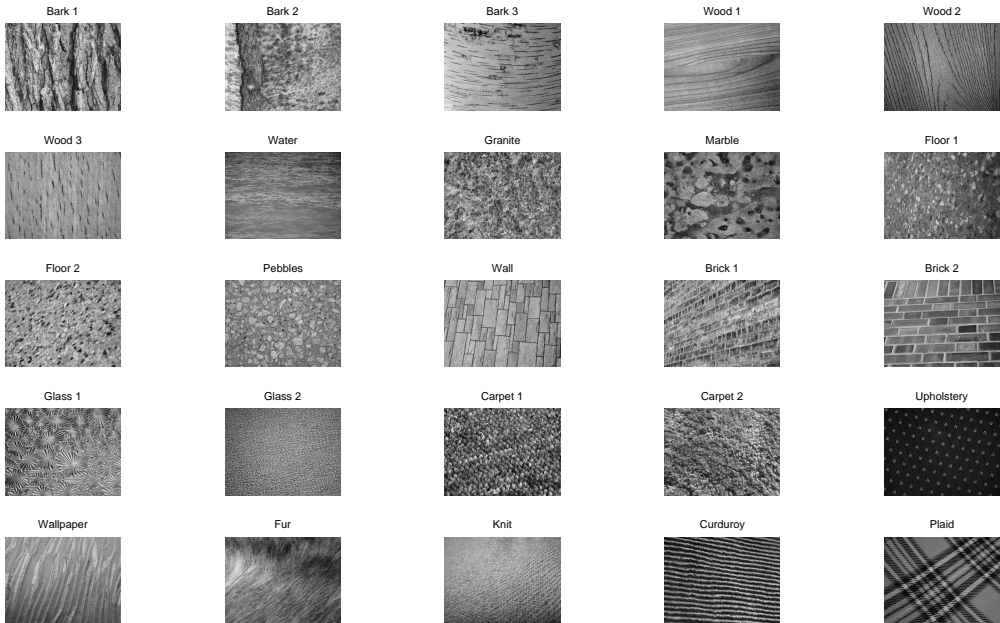 Bark 1
Bark 2
Bark 3
Wood 1
Wood 2
Wood 3
Water
Granite
Marble
Floor 1
Floor 2
Pebbles
Wall
Brick 1
Brick 2
Glass 1
Glass 2
Carpet 1
Carpet 2
Upholstery
Wallpaper
Fur
Knit
Curduroy
Plaid